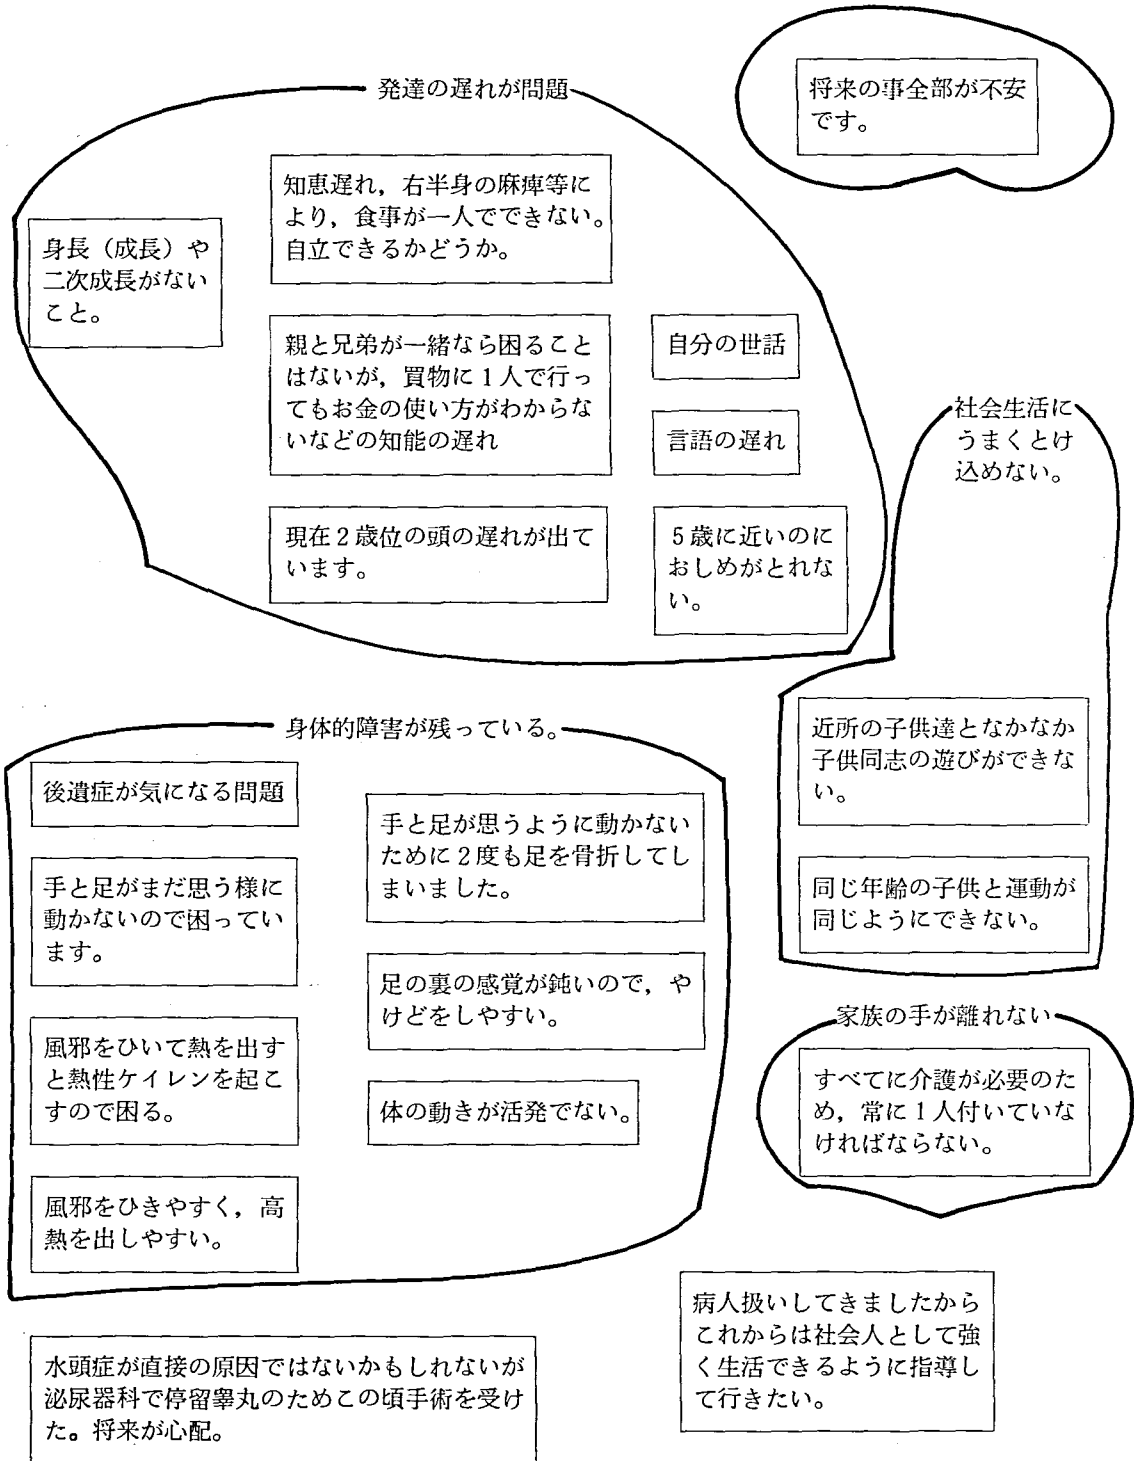 発達の遅れが問題
将来の事全部が不安
です。
知恵遅れ,右半身の麻痺等に
より,食事が一人でできない。
自立できるかどうか。
身長（成長）や
二次成長がない
こと。
親と兄弟が一緒なら困ること
はないが,買物に1人で行っ
てもお金の使い方がわからな
いなどの知能の遅れ
自分の世話
言語の遅れ
現在2歳位の頭の遅れが出て
います。
5歳に近いのに
おしめがとれな
い。
社会生活に
うまくとけ
込めない。
近所の子供達となかなか
子供同志の遊びができな
い。
同じ年齢の子供と運動が
同じようにできない。
身体的障害が残っている。
後遺症が気になる問題
手と足がまだ思う様に
動かないので困ってい
ます。
風邪をひいて熱を出す
と熱性ケイレンを起こ
すので困る。
風邪をひきやすく,高
熱を出しやすい。
手と足が思うように動かない
ために2度も足を骨折してし
まいました。
足の裏の感覚が鈍いので,や
けどをしやすい。
体の動きが活発でない。
家族の手が離れない
すべてに介護が必要のた
め,常に1人付いていな
ければならない。
病人扱いしてきましたから
これからは社会人として強
く生活できるように指導し
て行きたい。
水頭症が直接の原因ではないかもしれないが
泌尿器科で停留睾丸のためこの頃手術を受け
た。将来が心配。